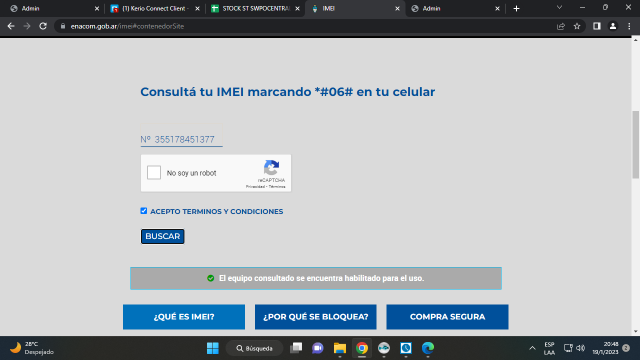 Admin
(1) Kerio Connect Client -
STOCK ST SWPOCENTRAL
IMEI
Admin
enacom.gob.ar/imei#contenedorSite
Consultá tu IMEI marcando *#06# en tu celular
Nº 355178451377
No soy un robot
reCAPTCHA
Privacidad - Términos
ACEPTO TERMINOS Y CONDICIONES
BUSCAR
El equipo consultado se encuentra habilitado para el uso.
¿QUÉ ES IMEI?
¿POR QUÉ SE BLOQUEA?
COMPRA SEGURA
28°C
Despejado
Búsqueda
ESP
LAA
20:48
19/1/2023
2